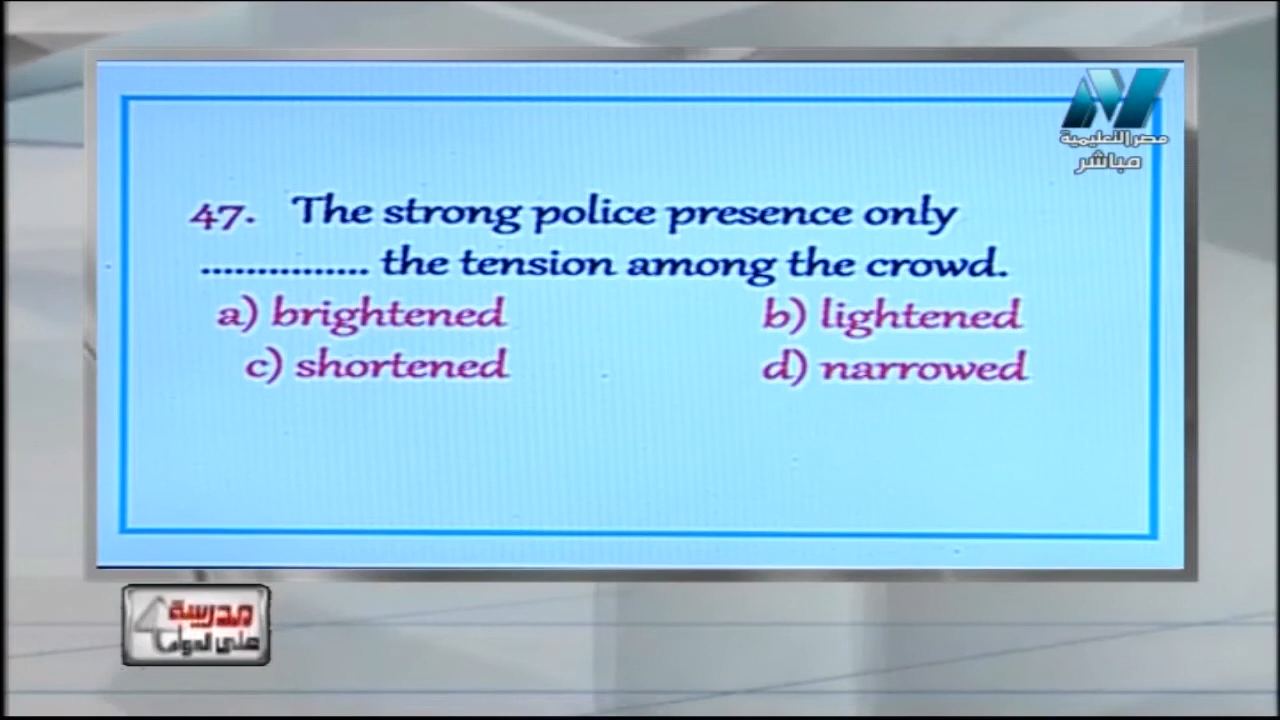 مصر التعليمية
مباشر
47. The strong police presence only
............... the tension among the crowd.
a) brightened b) lightened
c) shortened d) narrowed
مدرسة
على الهواء